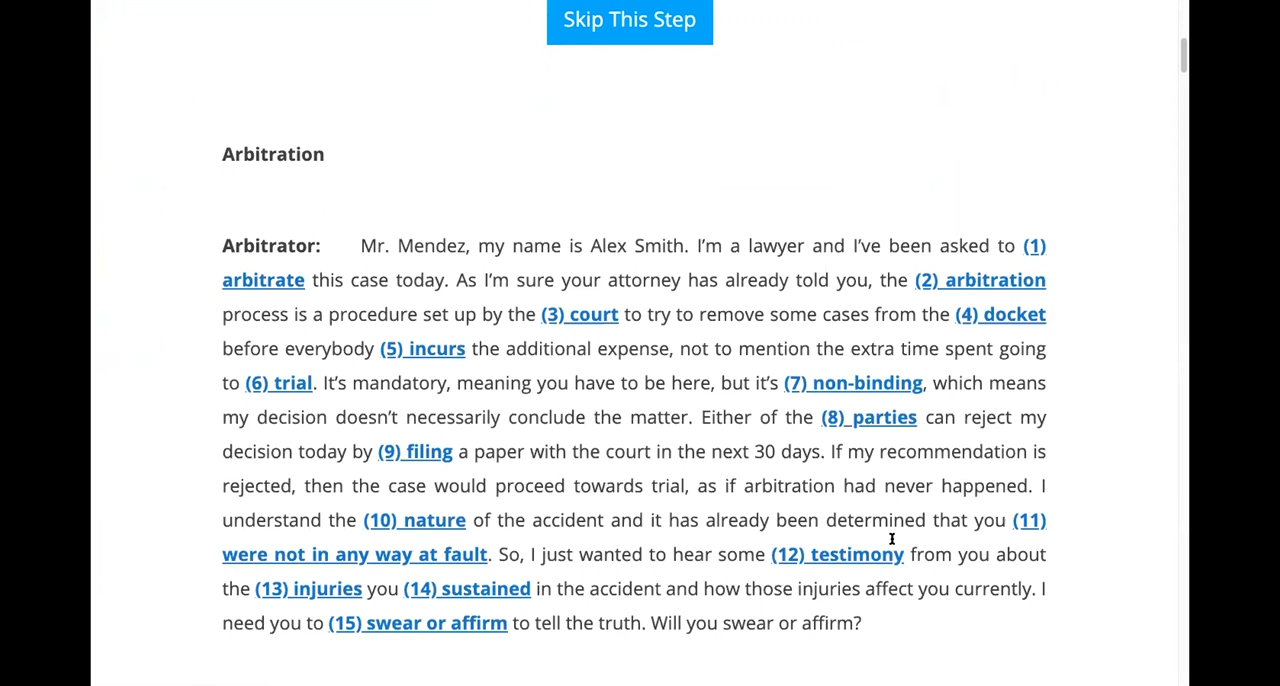 Skip This Step
Arbitration
Arbitrator: Mr. Mendez, my name is Alex Smith. I’m a lawyer and I’ve been asked to (1)
arbitrate this case today. As I’m sure your attorney has already told you, the (2) arbitration
process is a procedure set up by the (3) court to try to remove some cases from the (4) docket
before everybody (5) incurs the additional expense, not to mention the extra time spent going
to (6) trial. It’s mandatory, meaning you have to be here, but it’s (7) non-binding, which means
my decision doesn’t necessarily conclude the matter. Either of the (8) parties can reject my
decision today by (9) filing a paper with the court in the next 30 days. If my recommendation is
rejected, then the case would proceed towards trial, as if arbitration had never happened. I
understand the (10) nature of the accident and it has already been determined that you (11)
were not in any way at fault. So, I just wanted to hear some (12) testimony from you about
the (13) injuries you (14) sustained in the accident and how those injuries affect you currently. I
need you to (15) swear or affirm to tell the truth. Will you swear or affirm?